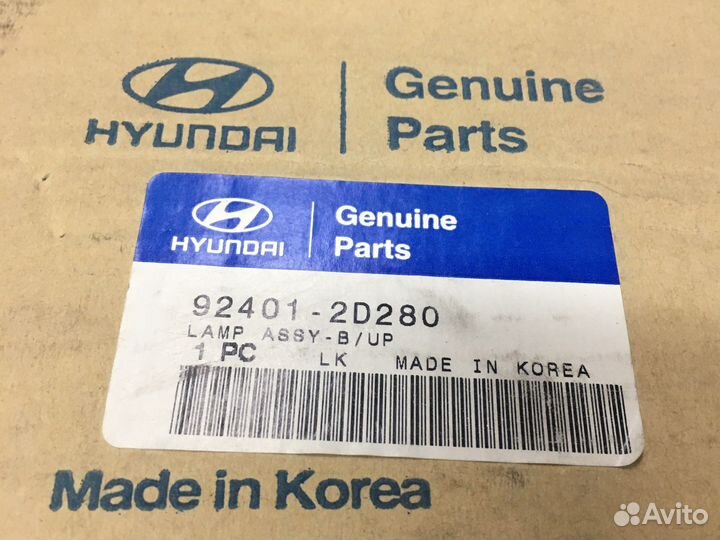 HYUNDAI
Genuine
Parts
HYUNDAI
Genuine
Parts
92401-2D280
LAMP ASSY-B/UP
1 PC LK MADE IN KOREA
Made in Korea
Avito